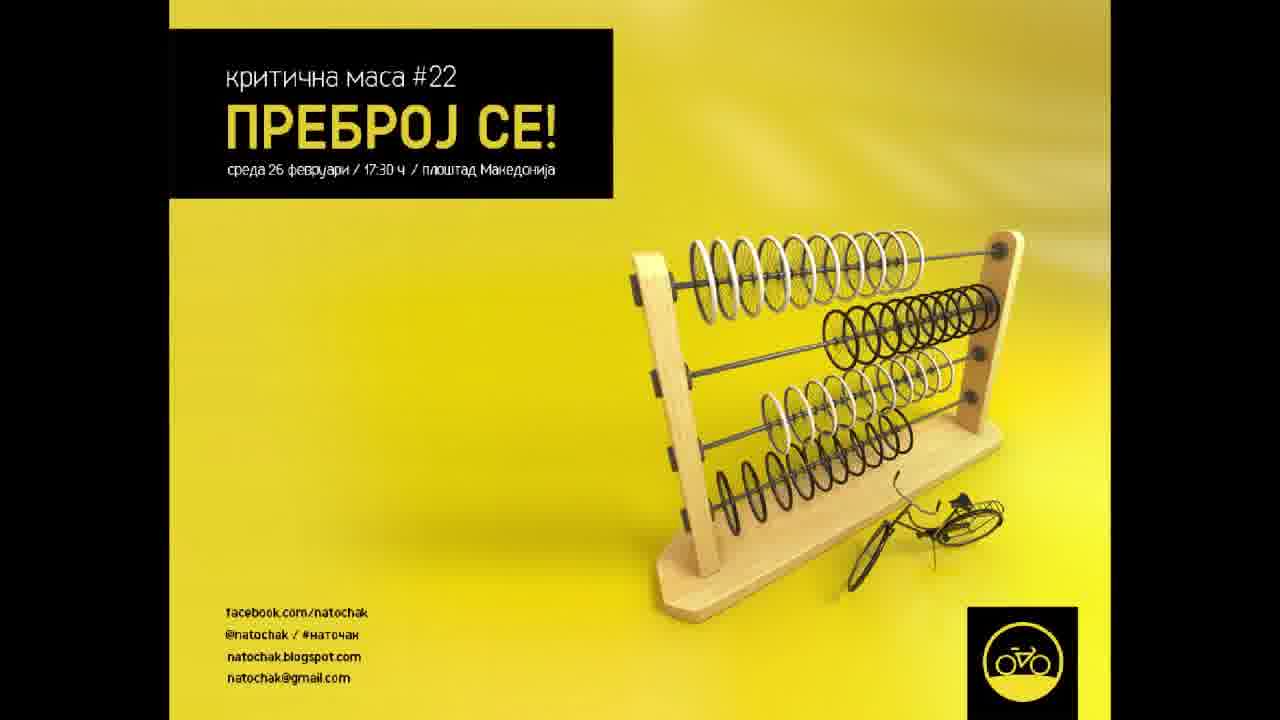 критична маса #22
ПРЕБРОЈ СЕ!
среда 26 февруари / 17:30 ч / плоштад Македонија
facebook.com/natochak
@natochak / #наточак
natochak.blogspot.com
natochak@gmail.com